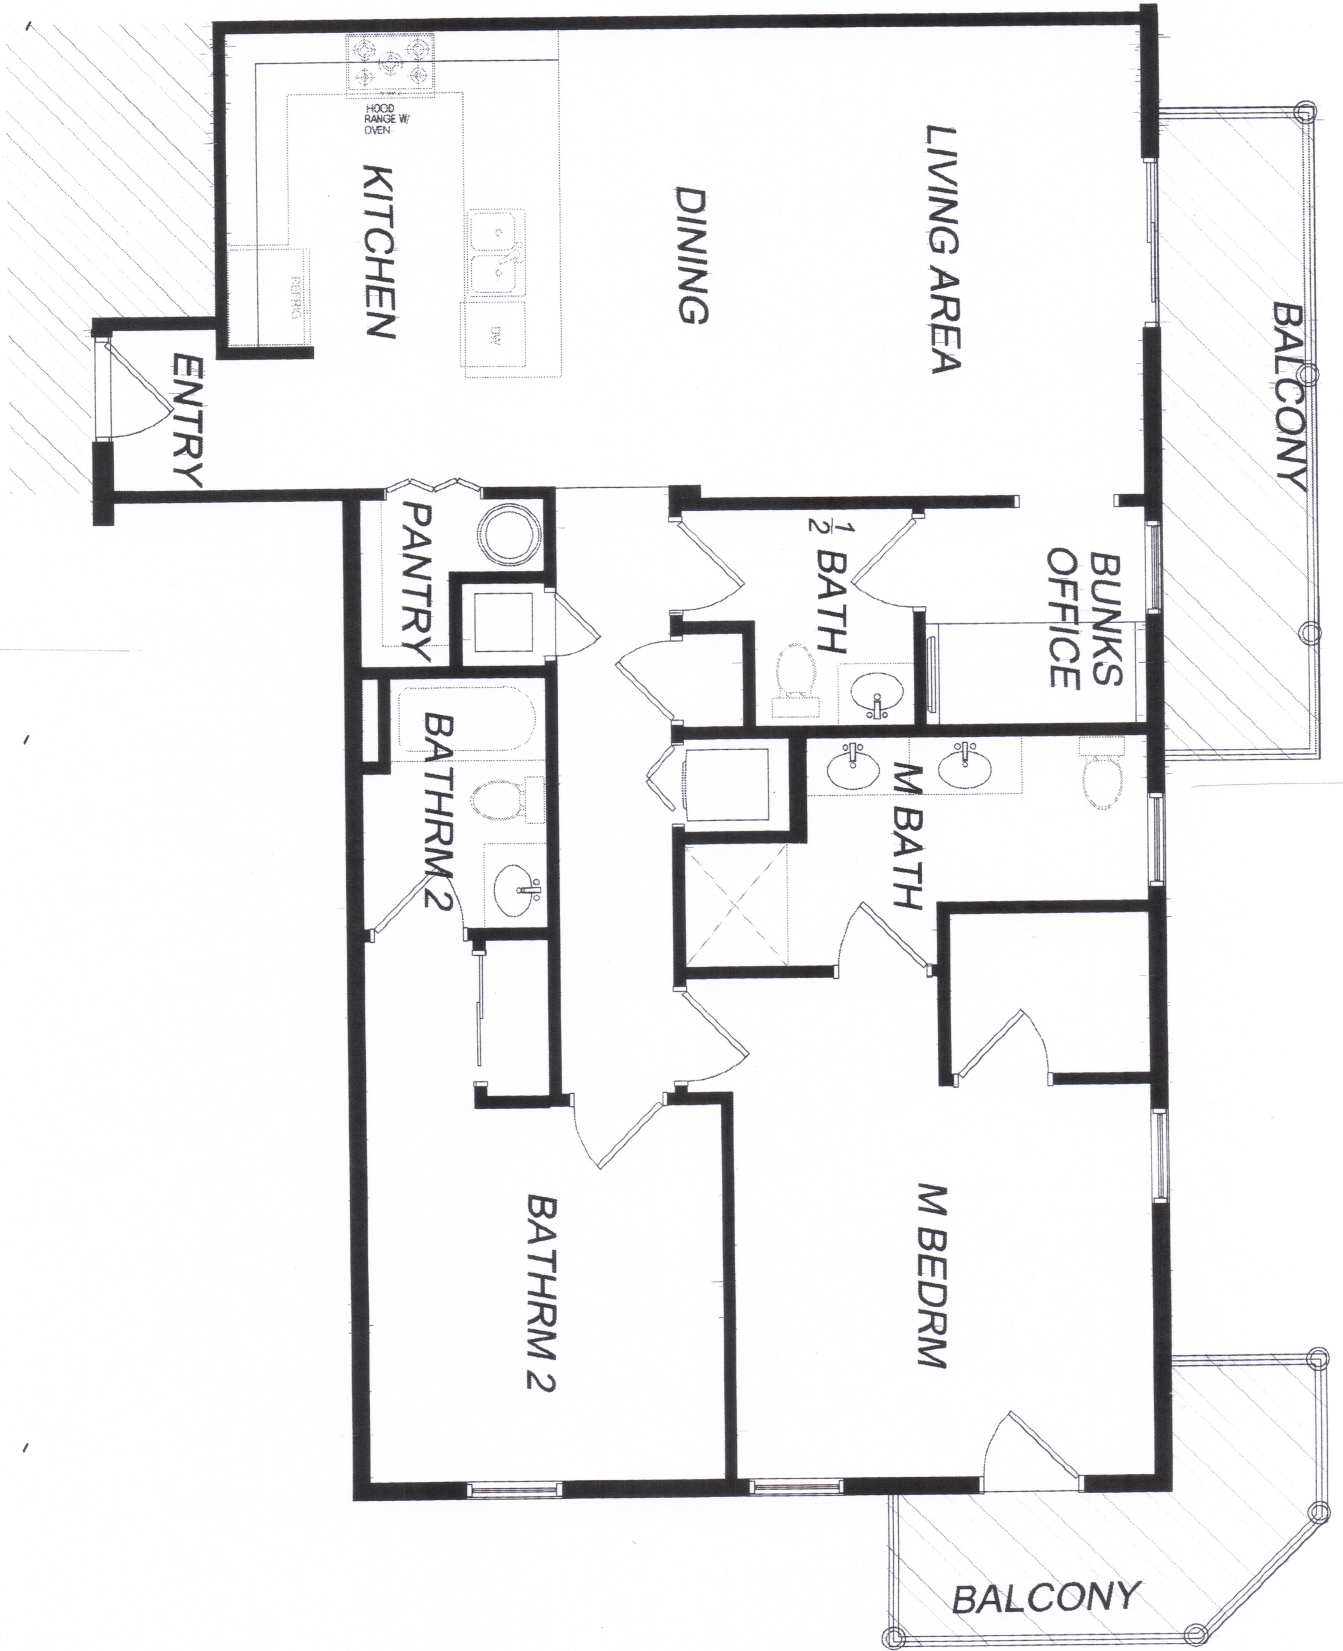 HOOD
RANGE W/
OVEN
KITCHEN
REFRIG
DW
DINING
LIVING AREA
BALCONY
ENTRY
PANTRY
1/2 BATH
BUNKS
OFFICE
BATHRM 2
M BATH
BATHRM 2
M BEDRM
BALCONY